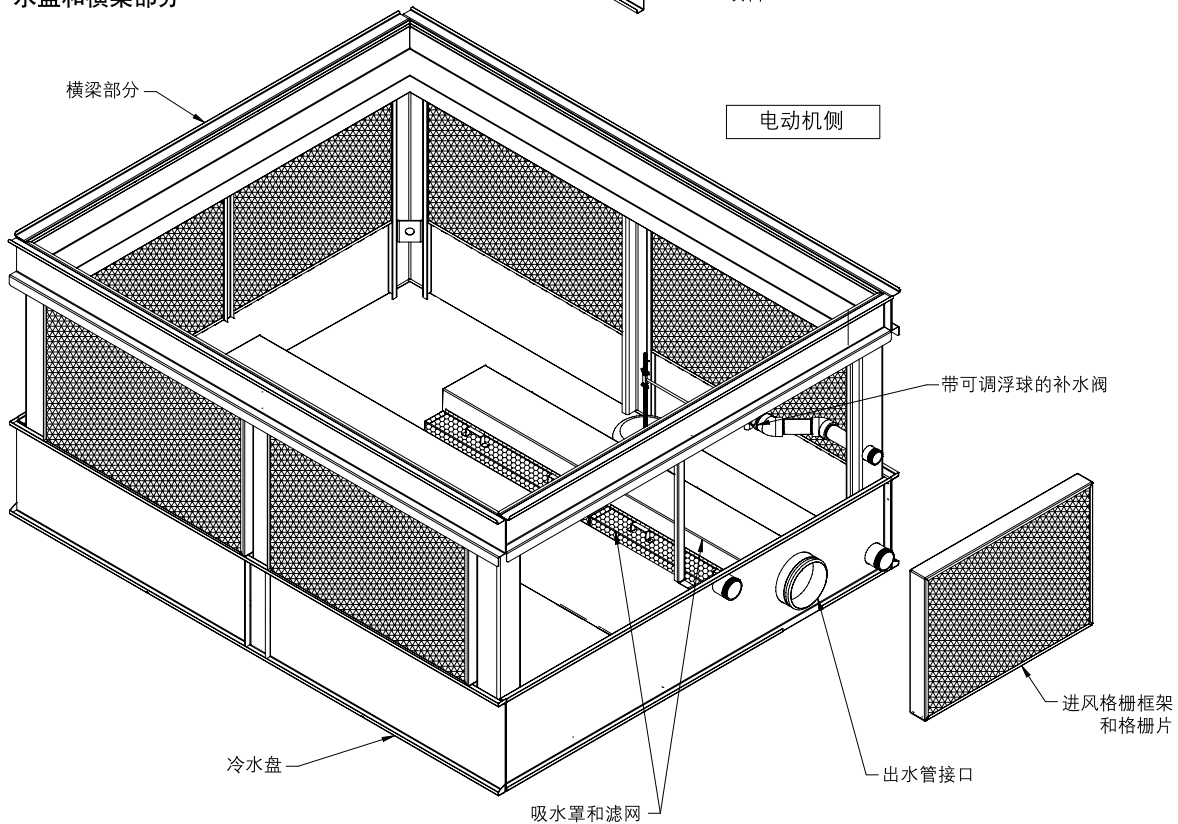 水盘和横梁部分
横梁部分
电动机侧
带可调浮球的补水阀
进风格栅框架
和格栅片
冷水盘
出水管接口
吸水罩和滤网